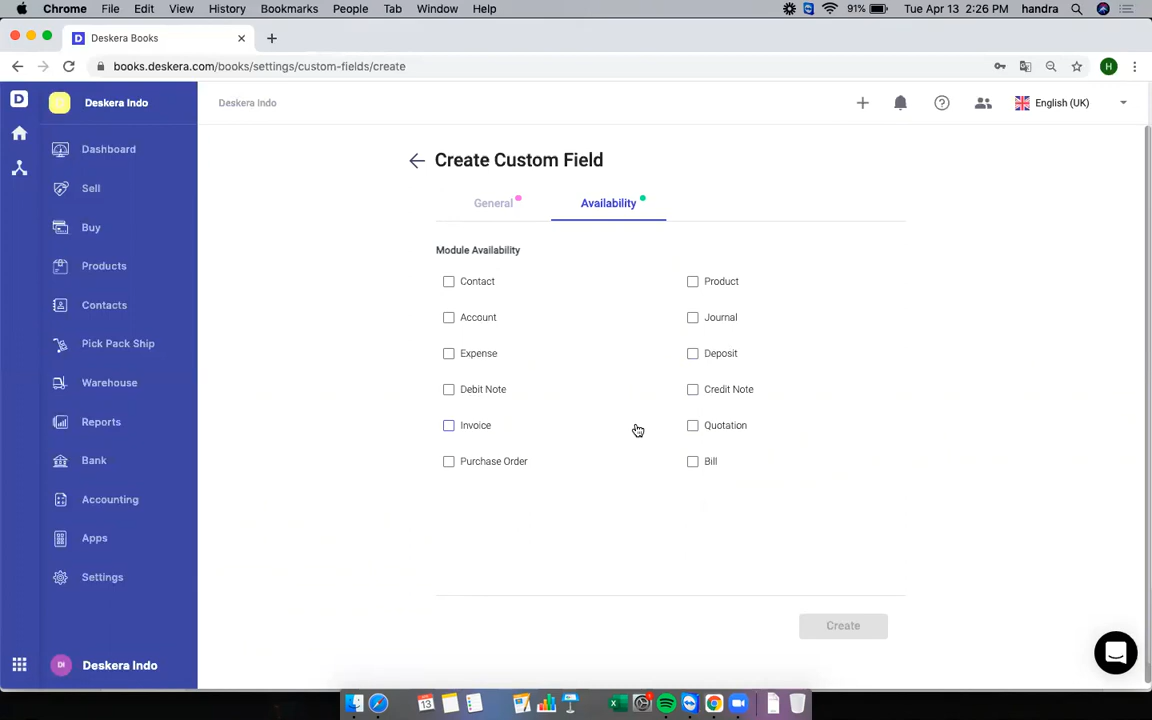 Chrome File Edit View History Bookmarks People Tab Window Help 91% Tue Apr 13 2:26 PM handra
Deskera Books
books.deskera.com/books/settings/custom-fields/create H
D Deskera Indo Deskera Indo English (UK)
Create Custom Field
Dashboard
General Availability
Sell
Buy
Module Availability
Products
Contact Product
Contacts
Account Journal
Pick Pack Ship
Expense Deposit
Warehouse
Debit Note Credit Note
Reports
Invoice Quotation
Bank
Purchase Order Bill
Accounting
Apps
Settings
Create
DI Deskera Indo
13